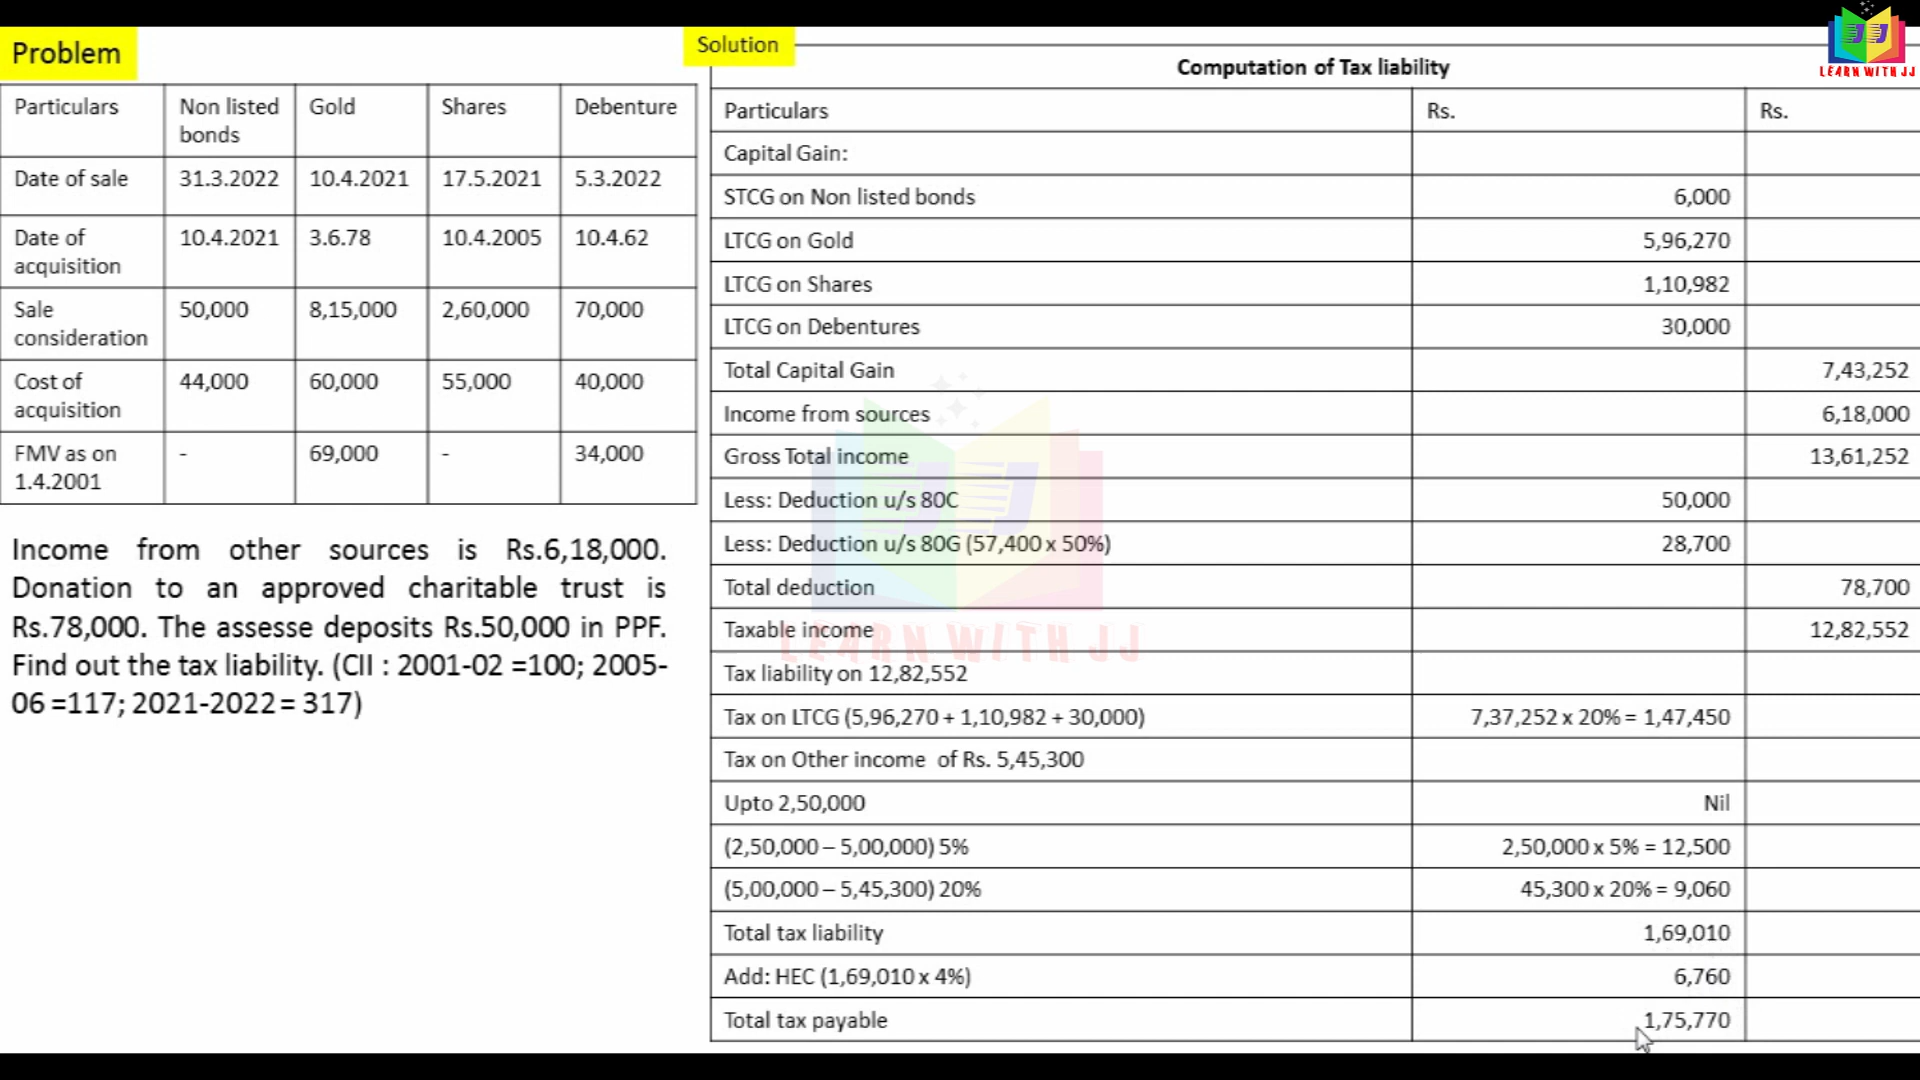 Problem
Particulars Non listed bonds Gold Shares Debenture
Date of sale 31.3.2022 10.4.2021 17.5.2021 5.3.2022
Date of acquisition 10.4.2021 3.6.78 10.4.2005 10.4.62
Sale consideration 50,000 8,15,000 2,60,000 70,000
Cost of acquisition 44,000 60,000 55,000 40,000
FMV as on 1.4.2001 - 69,000 - 34,000
Income from other sources is Rs.6,18,000.
Donation to an approved charitable trust is
Rs.78,000. The assesse deposits Rs.50,000 in PPF.
Find out the tax liability. (CII : 2001-02 =100; 2005-
06 =117; 2021-2022 = 317)
Solution
Computation of Tax liability
Particulars Rs. Rs.
Capital Gain:
STCG on Non listed bonds 6,000
LTCG on Gold 5,96,270
LTCG on Shares 1,10,982
LTCG on Debentures 30,000
Total Capital Gain 7,43,252
Income from sources 6,18,000
Gross Total income 13,61,252
Less: Deduction u/s 80C 50,000
Less: Deduction u/s 80G (57,400 x 50%) 28,700
Total deduction 78,700
Taxable income 12,82,552
Tax liability on 12,82,552
Tax on LTCG (5,96,270 + 1,10,982 + 30,000) 7,37,252 x 20% = 1,47,450
Tax on Other income of Rs. 5,45,300
Upto 2,50,000 Nil
(2,50,000 – 5,00,000) 5% 2,50,000 x 5% = 12,500
(5,00,000 – 5,45,300) 20% 45,300 x 20% = 9,060
Total tax liability 1,69,010
Add: HEC (1,69,010 x 4%) 6,760
Total tax payable 1,75,770
JJ
LEARN WITH JJ
JJ
LEARN WITH JJ